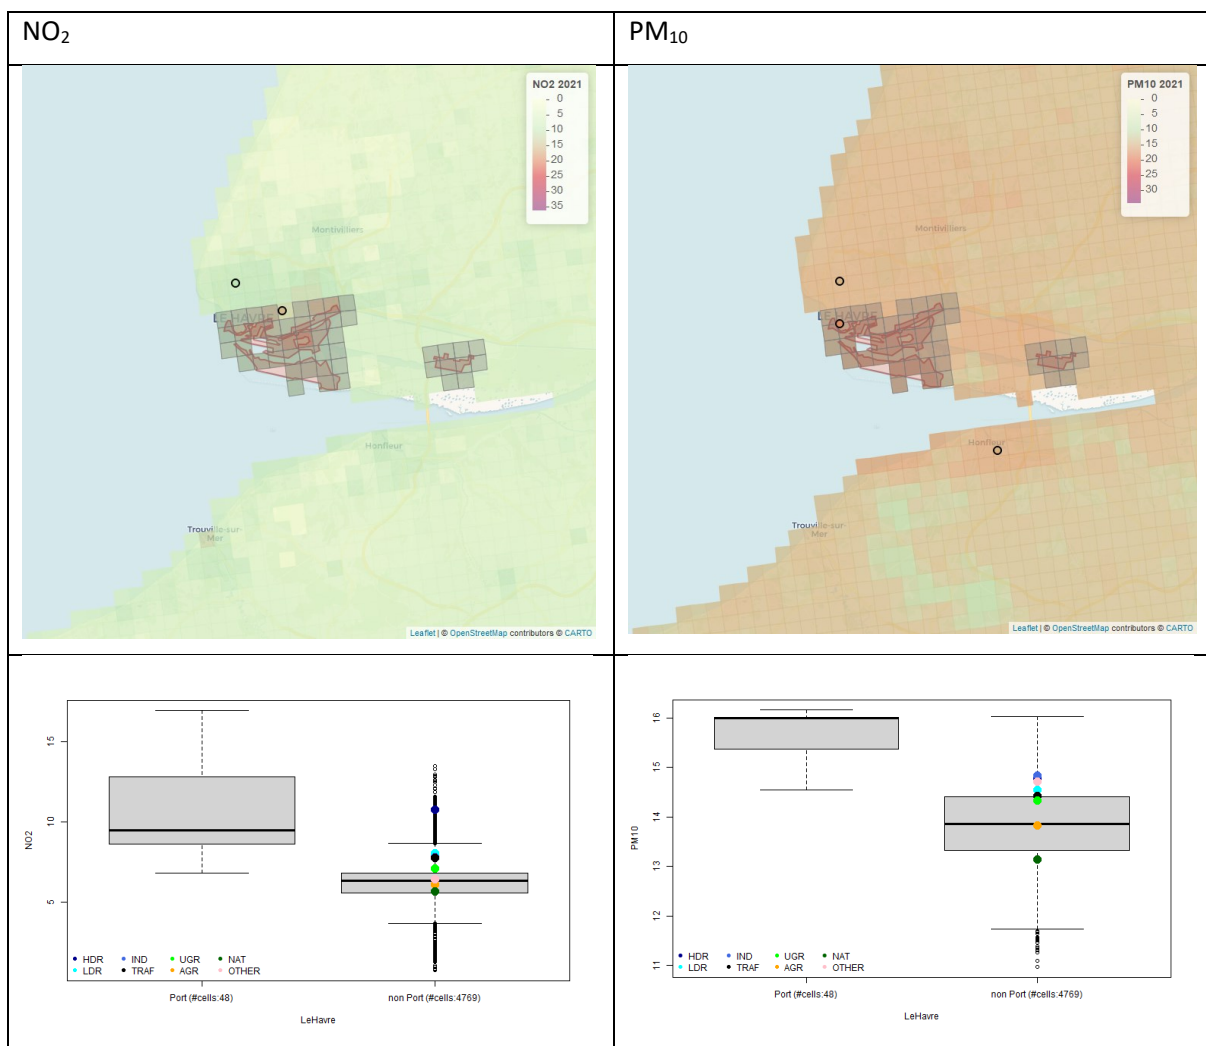 NO2
PM10
NO2 2021
0
5
10
15
20
25
30
35
Montivilliers
LE HAVRE
Honfleur
Trouville-sur-
Mer
Leaflet | © OpenStreetMap contributors © CARTO
PM10 2021
0
5
10
15
20
25
30
Montivilliers
LE HAVRE
Honfleur
Trouville-sur-
Mer
Leaflet | © OpenStreetMap contributors © CARTO
NO2
15
10
5
HDR IND UGR NAT
LDR TRAF AGR OTHER
Port (#cells:48) non Port (#cells:4769)
LeHavre
PM10
16
15
14
13
12
11
HDR IND UGR NAT
LDR TRAF AGR OTHER
Port (#cells:48) non Port (#cells:4769)
LeHavre